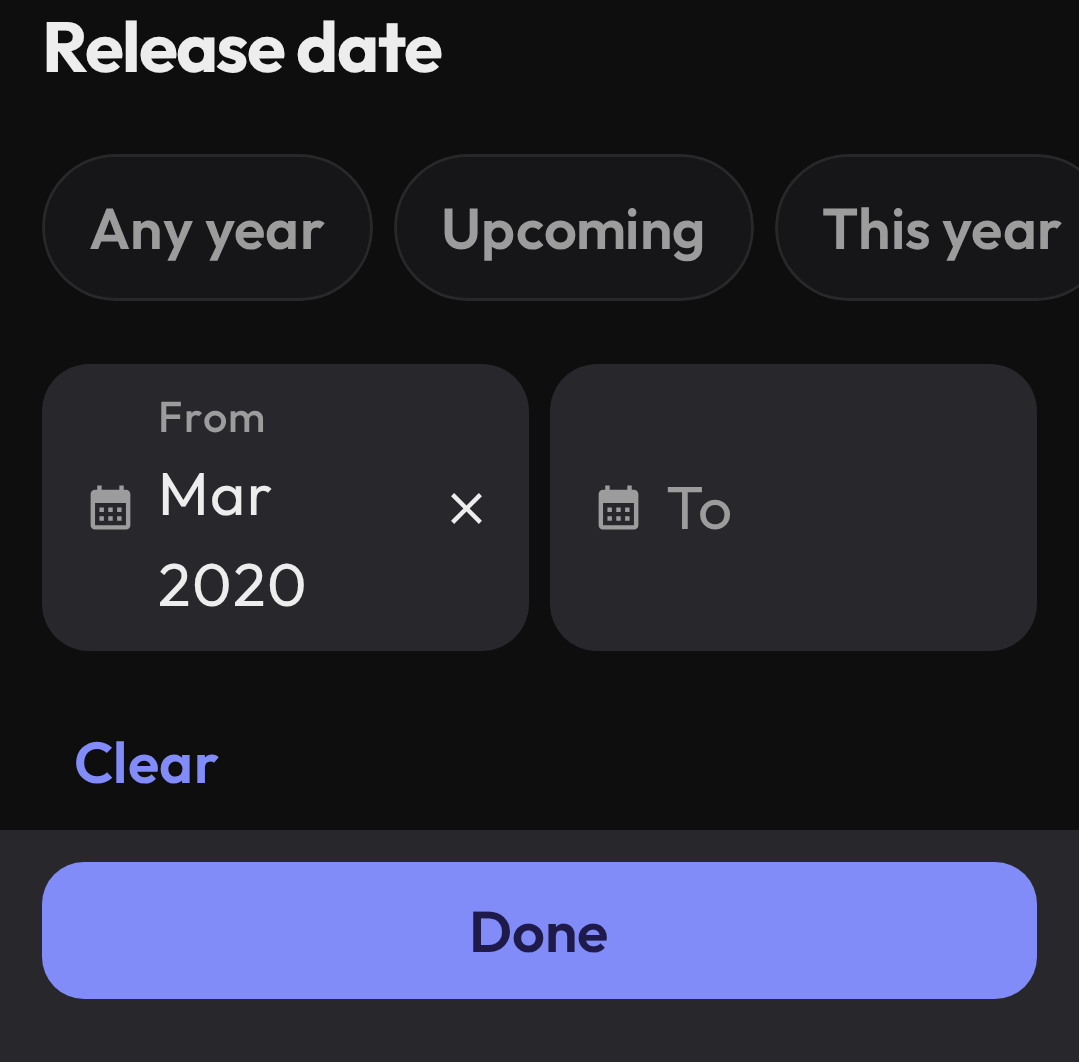 Release date
Any year Upcoming This year
From
Mar
2020
To
Clear
Done